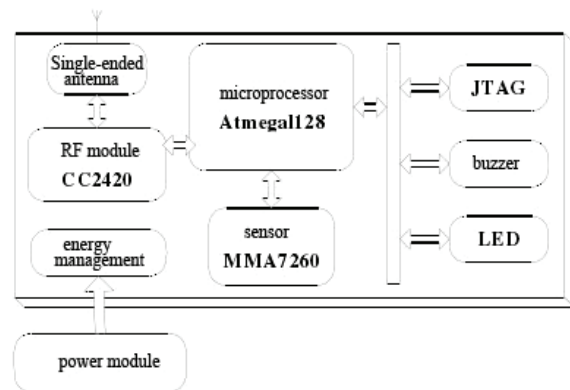 Single-ended
antenna
RF module
CC2420
energy
management
power module
microprocessor
Atmegal128
sensor
MMA7260
JTAG
buzzer
LED